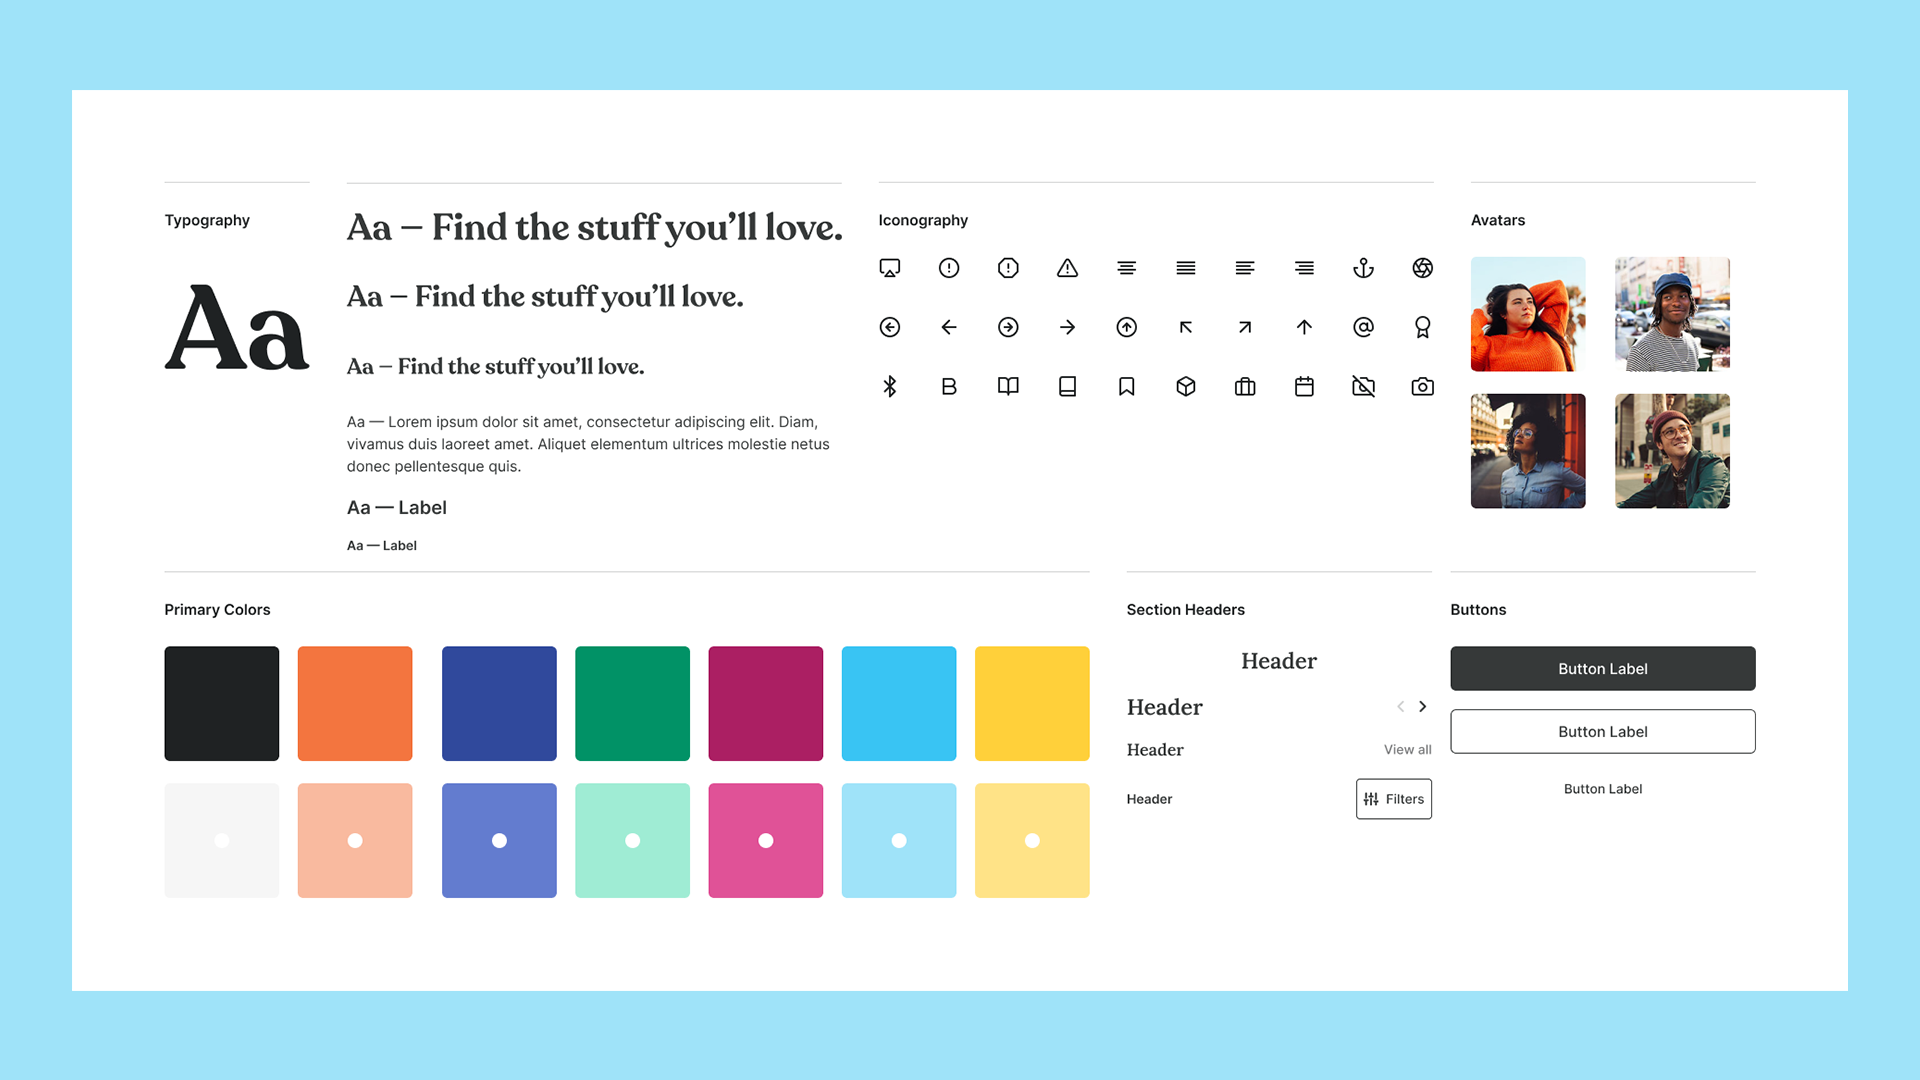 Typography
Aa
Aa – Find the stuff you’ll love.
Aa – Find the stuff you’ll love.
Aa – Find the stuff you’ll love.
Aa — Lorem ipsum dolor sit amet, consectetur adipiscing elit. Diam,
vivamus duis laoreet amet. Aliquet elementum ultrices molestie netus
donec pellentesque quis.
Aa — Label
Aa — Label
Iconography
Avatars
Primary Colors
Section Headers
Header
Header
Header
View all
Header
Filters
Buttons
Button Label
Button Label
Button Label